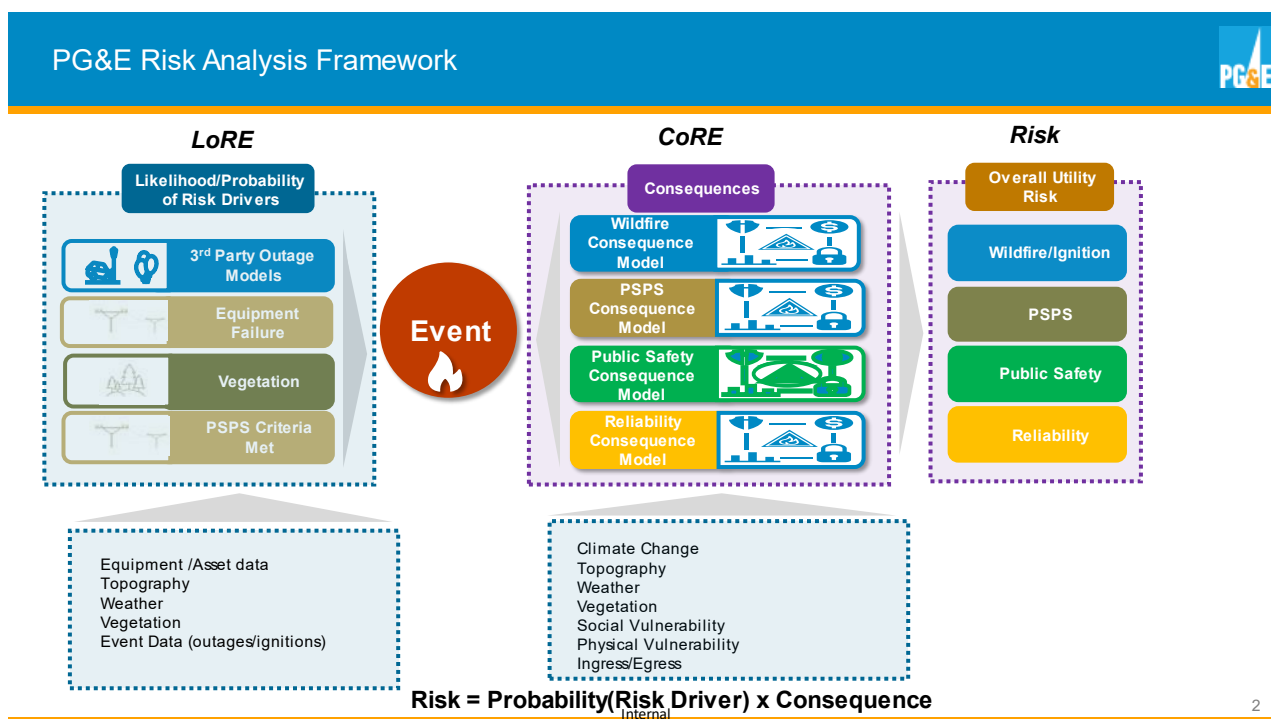 PG&E Risk Analysis Framework
PG&E
LoRE
CoRE
Risk
Likelihood/Probability
of Risk Drivers
3rd Party Outage
Models
Equipment
Failure
Vegetation
PSPS Criteria
Met
Event
Consequences
Wildfire
Consequence
Model
$
PSPS
Consequence
Model
$
Public Safety
Consequence
Model
Reliability
Consequence
Model
$
Overall Utility
Risk
Wildfire/Ignition
PSPS
Public Safety
Reliability
Equipment /Asset data
Topography
Weather
Vegetation
Event Data (outages/ignitions)
Climate Change
Topography
Weather
Vegetation
Social Vulnerability
Physical Vulnerability
Ingress/Egress
Risk = Probability(Risk Driver) x Consequence
Internal
2